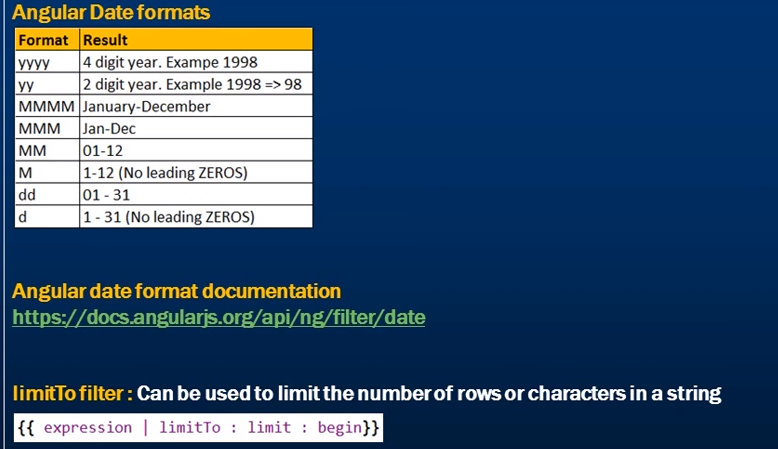 Angular Date formats
Format Result
yyyy 4 digit year. Exampe 1998
yy 2 digit year. Example 1998 => 98
MMMM January-December
MMM Jan-Dec
MM 01-12
M 1-12 (No leading ZEROS)
dd 01 - 31
d 1 - 31 (No leading ZEROS)
Angular date format documentation
https://docs.angularjs.org/api/ng/filter/date
limitTo filter : Can be used to limit the number of rows or characters in a string
{{ expression | limitTo : limit : begin}}